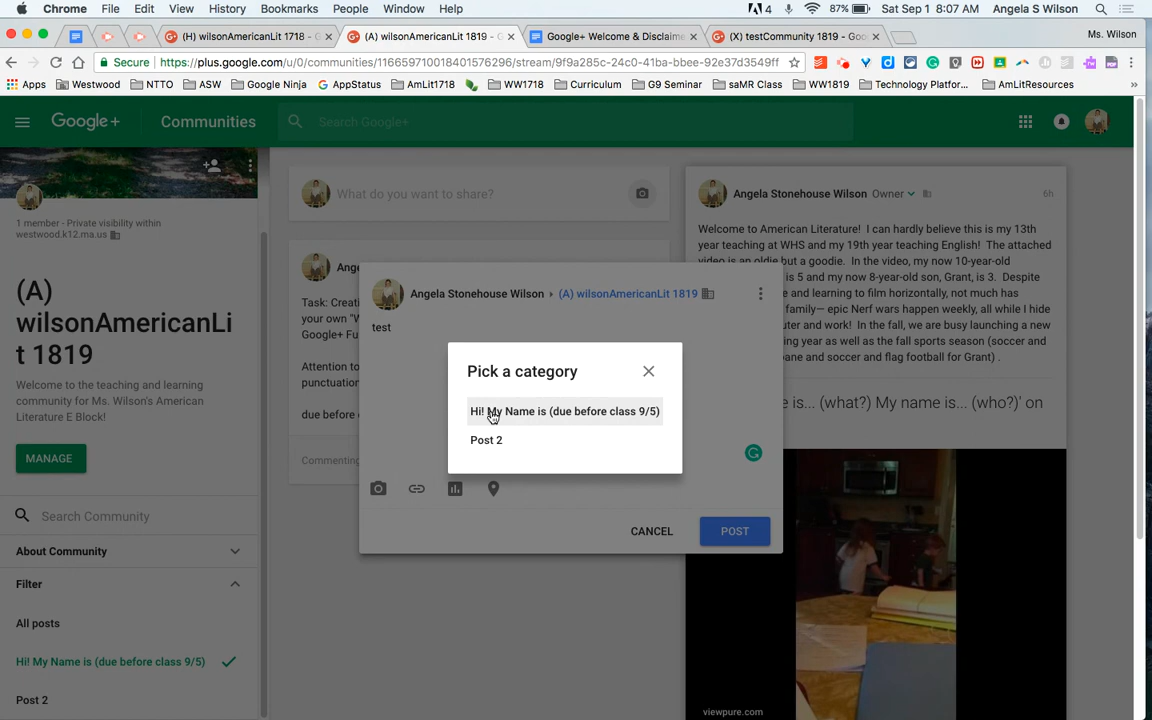 Chrome File Edit View History Bookmarks People Window Help 4 87% Sat Sep 1 8:07 AM Angela S Wilson
(H) wilsonAmericanLit 1718 - G (A) wilsonAmericanLit 1819 - G Google+ Welcome & Disclaime (X) testCommunity 1819 - Goo Ms. Wilson
Secure https://plus.google.com/u/0/communities/116659710018401576296/stream/9f9a285c-24c0-41ba-bbee-92e37d3549ff
Apps Westwood NTTO ASW Google Ninja AppStatus AmLit1718 WW1718 Curriculum G9 Seminar saMR Class WW1819 Technology Platfor... AmLitResources »
Google+ Communities Search Google+
1 member - Private visibility within
westwood.k12.ma.us
(A)
wilsonAmericanLi
t 1819
Welcome to the teaching and learning
community for Ms. Wilson's American
Literature E Block!
MANAGE
Search Community
About Community
Filter
All posts
Hi! My Name is (due before class 9/5)
Post 2
What do you want to share?
Ange
Task: Creati
your own "W
Google+ Fu
Attention to
punctuation
due before
Commenting
Angela Stonehouse Wilson (A) wilsonAmericanLit 1819
test
Pick a category
Hi! My Name is (due before class 9/5)
Post 2
CANCEL POST
Angela Stonehouse Wilson Owner 6h
Welcome to American Literature! I can hardly believe this is my 13th
year teaching at WHS and my 19th year teaching English! The attached
video is an oldie but a goodie. In the video, my now 10-year-old
is 5 and my now 8-year-old son, Grant, is 3. Despite
e and learning to film horizontally, not much has
family— epic Nerf wars happen weekly, all while I hide
uter and work! In the fall, we are busy launching a new
ing year as well as the fall sports season (soccer and
bane and soccer and flag football for Grant) .
e is... (what?) My name is... (who?)' on
viewpure.com